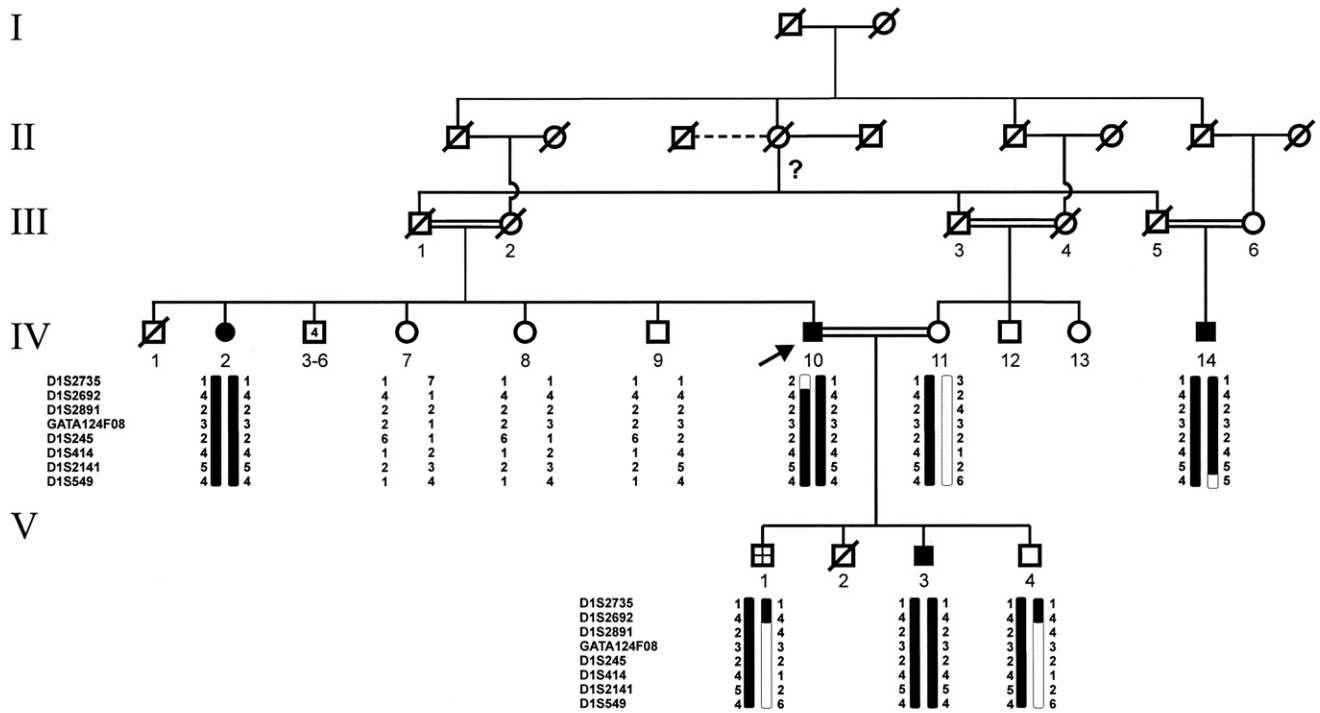 I
II
?
III
1 2 3 4 5 6
IV
4
1 2 3-6 7 8 9 10 11 12 13 14
D1S2735 1 1 1 7 1 1 1 1 2 1 1 3 1 1
D1S2692 4 4 4 1 4 4 4 4 4 4 4 2 4 4
D1S2891 2 2 2 2 2 2 2 2 2 2 2 4 2 2
GATA124F08 3 3 2 1 2 3 2 3 3 3 3 3 3 3
D1S245 2 2 6 1 6 1 6 2 2 2 2 2 2 2
D1S414 4 4 1 2 1 2 1 4 4 4 4 1 4 4
D1S2141 5 5 2 3 2 3 2 5 5 5 5 2 5 5
D1S549 4 4 1 4 1 4 1 4 4 4 4 6 4 5
V
1 2 3 4
D1S2735 1 1 1 1 1 1
D1S2692 4 4 4 4 4 4
D1S2891 2 4 2 2 2 4
GATA124F08 3 3 3 3 3 3
D1S245 2 2 2 2 2 2
D1S414 4 1 4 4 4 1
D1S2141 5 2 5 5 5 2
D1S549 4 6 4 4 4 6